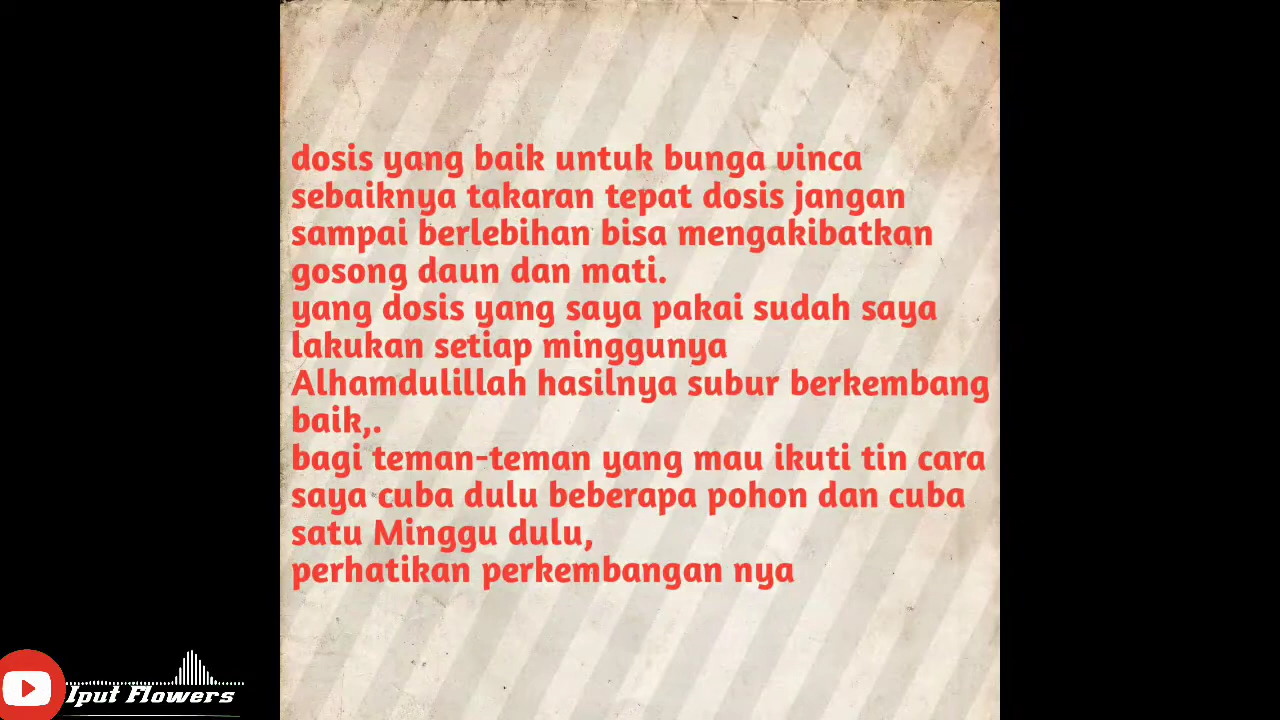 dosis yang baik untuk bunga vinca
sebaiknya takaran tepat dosis jangan
sampai berlebihan bisa mengakibatkan
gosong daun dan mati.
yang dosis yang saya pakai sudah saya
lakukan setiap minggunya
Alhamdulillah hasilnya subur berkembang
baik,.
bagi teman-teman yang mau ikuti tin cara
saya cuba dulu beberapa pohon dan cuba
satu Minggu dulu,
perhatikan perkembangan nya
Iput Flowers